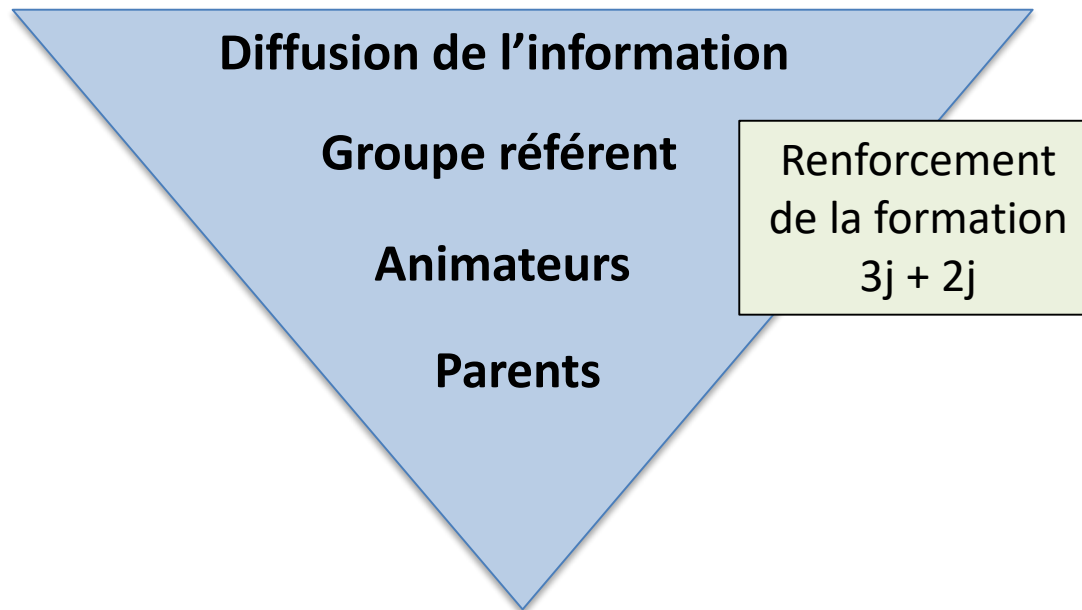 Diffusion de l’information
Groupe référent
Renforcement
de la formation
3j + 2j
Animateurs
Parents